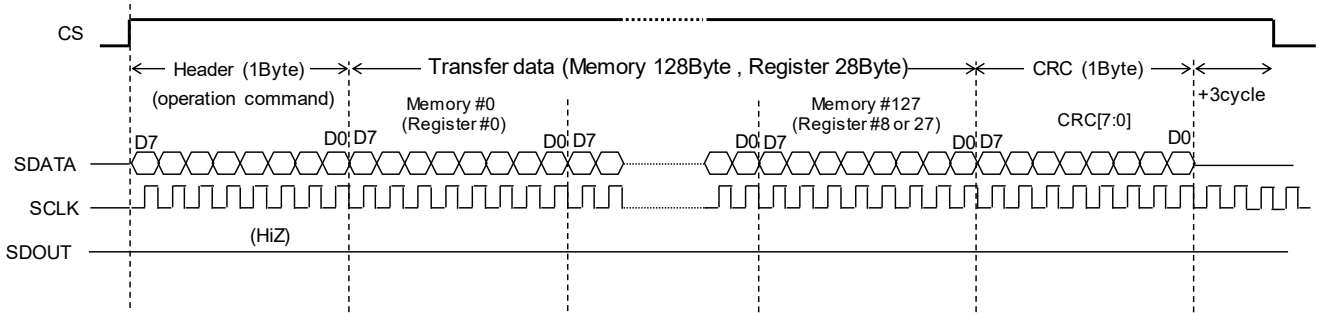 CS
Header (1Byte)
Transfer data (Memory 128Byte , Register 28Byte)
CRC (1Byte)
(operation command)
+3cycle
Memory #0
(Register#0)
Memory #127
(Register#8 or 27)
CRC[7:0]
D7
D0
D7
D0
D7
D0
D7
D0
D7
D0
SDATA
SCLK
(HiZ)
SDOUT